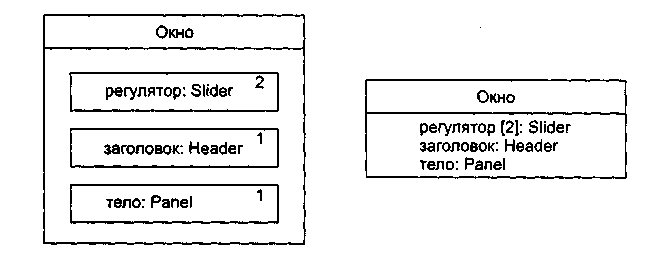 Окно
регулятор: Slider 2
заголовок: Header 1
тело: Panel 1
Окно
регулятор [2]: Slider
заголовок: Header
тело: Panel